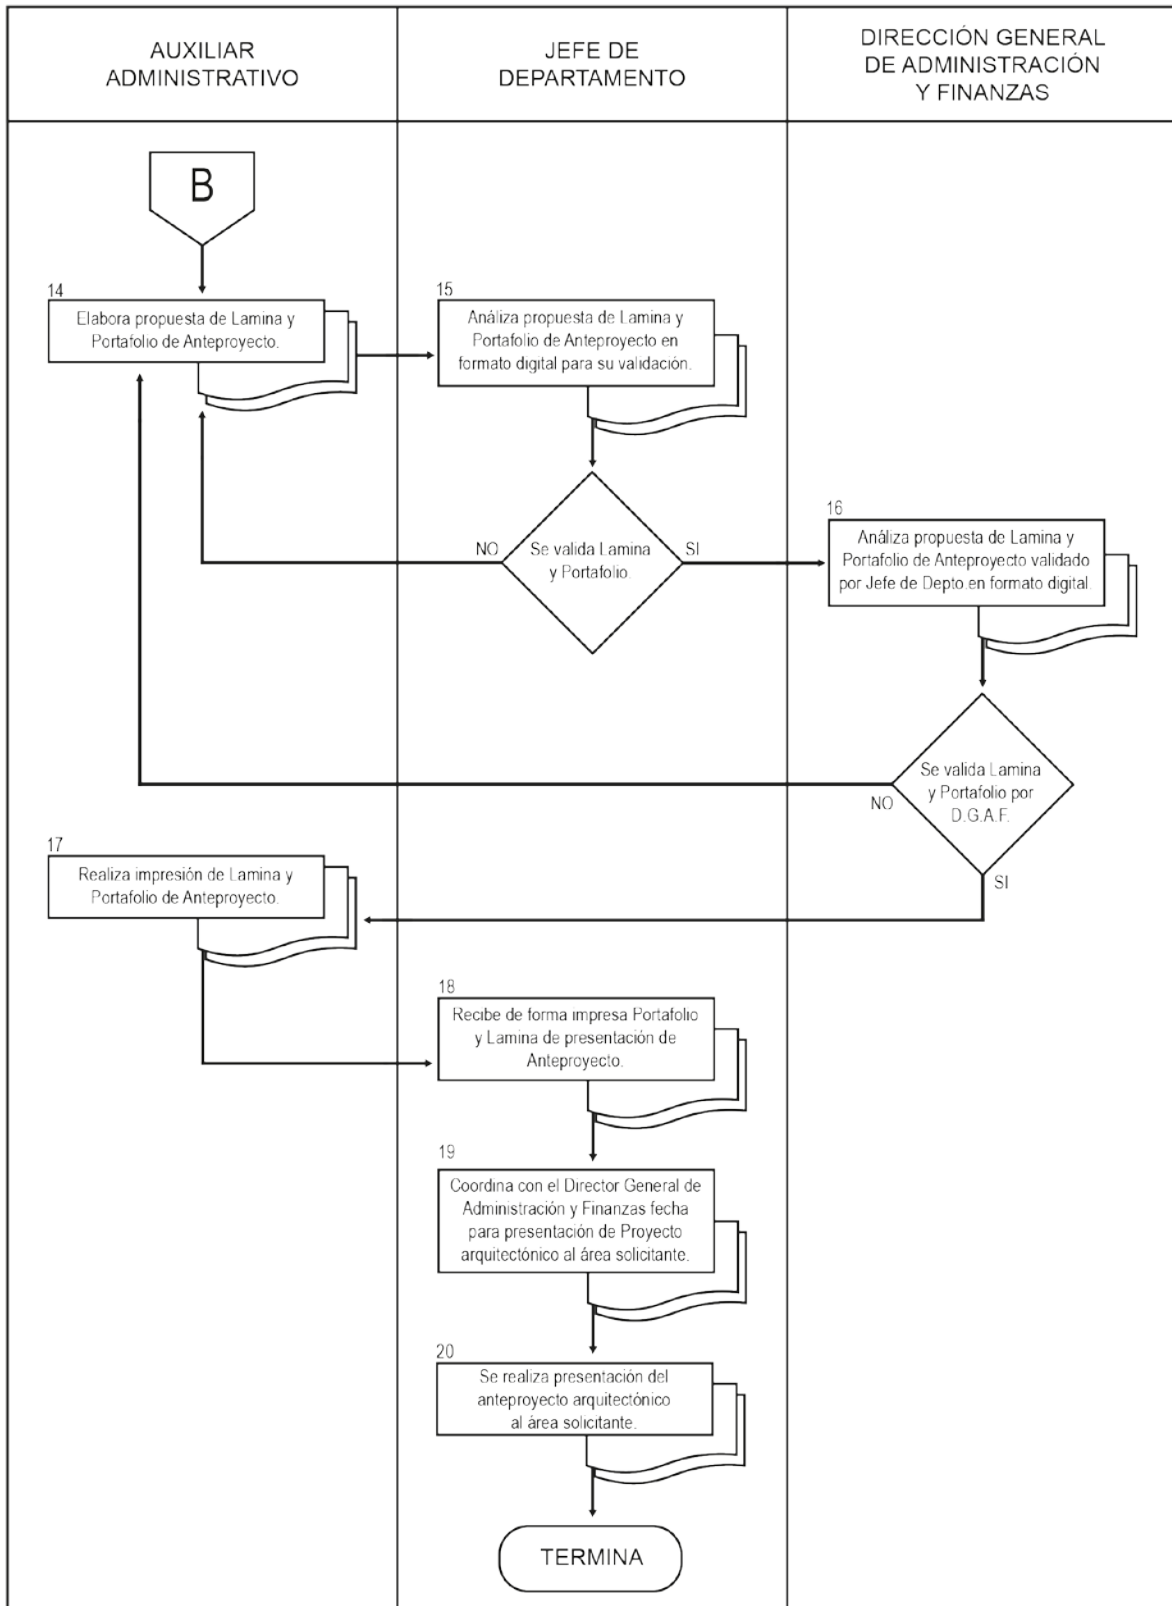 AUXILIAR
ADMINISTRATIVO
JEFE DE
DEPARTAMENTO
DIRECCIÓN GENERAL
DE ADMINISTRACIÓN
Y FINANZAS
B
14
Elabora propuesta de Lamina y
Portafolio de Anteproyecto.
15
Análiza propuesta de Lamina y
Portafolio de Anteproyecto en
formato digital para su validación.
Se valida Lamina
y Portafolio
NO
SI
16
Análiza propuesta de Lamina y
Portafolio de Anteproyecto validado
por Jefe de Depto.en formato digital.
Se valida Lamina
y Portafolio por
D.G.A.F.
NO
SI
17
Realiza impresión de Lamina y
Portafolio de Anteproyecto.
18
Recibe de forma impresa Portafolio
y Lamina de presentación de
Anteproyecto.
19
Coordina con el Director General de
Administración y Finanzas fecha
para presentación de Proyecto
arquitectónico al área solicitante.
20
Se realiza presentación del
anteproyecto arquitectónico
al área solicitante.
TERMINA